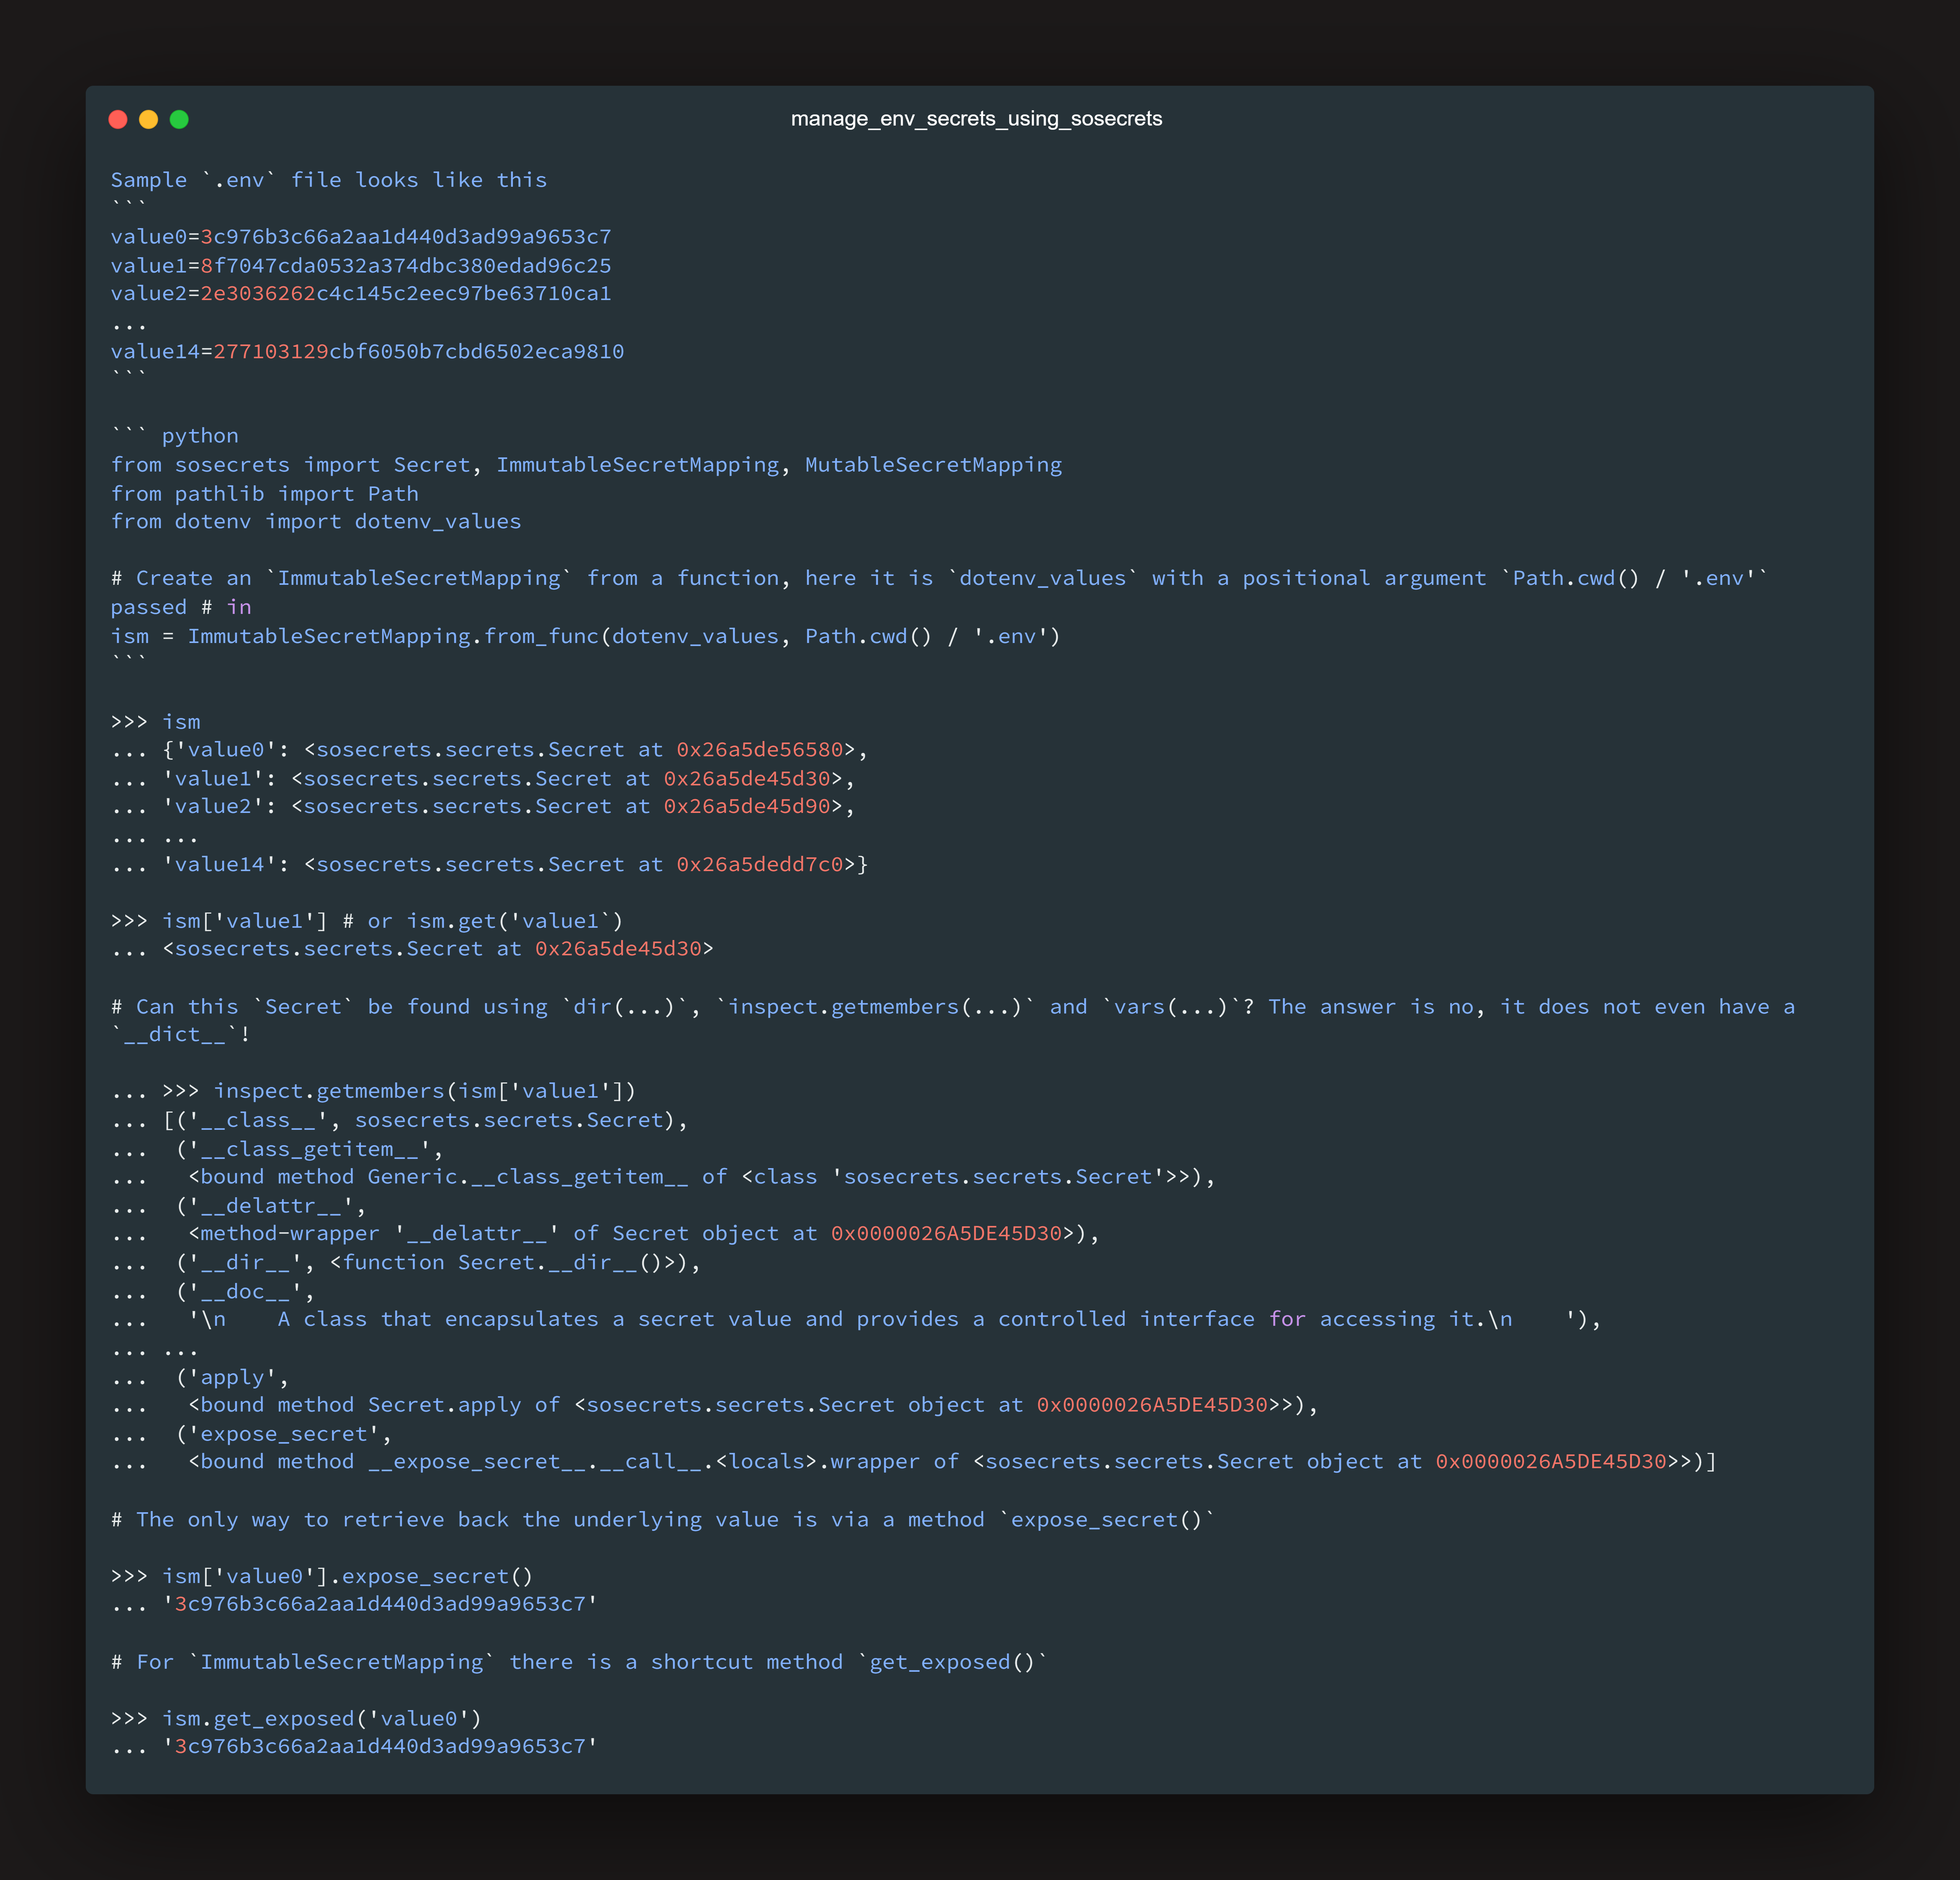 manage_env_secrets_using_sosecrets
Sample `.env` file looks like this
```
value0=3c976b3c66a2aa1d440d3ad99a9653c7
value1=8f7047cda0532a374dbc380edad96c25
value2=2e3036262c4c145c2eec97be63710ca1
...
value14=277103129cbf6050b7cbd6502eca9810
```
``` python
from sosecrets import Secret, ImmutableSecretMapping, MutableSecretMapping
from pathlib import Path
from dotenv import dotenv_values
# Create an `ImmutableSecretMapping` from a function, here it is `dotenv_values` with a positional argument `Path.cwd() / '.env'`
passed # in
ism = ImmutableSecretMapping.from_func(dotenv_values, Path.cwd() / '.env')
```
>>> ism
... {'value0': <sosecrets.secrets.Secret at 0x26a5de56580>,
... 'value1': <sosecrets.secrets.Secret at 0x26a5de45d30>,
... 'value2': <sosecrets.secrets.Secret at 0x26a5de45d90>,
... ...
... 'value14': <sosecrets.secrets.Secret at 0x26a5dedd7c0>}
>>> ism['value1'] # or ism.get('value1`)
... <sosecrets.secrets.Secret at 0x26a5de45d30>
# Can this `Secret` be found using `dir(...)`, `inspect.getmembers(...)` and `vars(...)`? The answer is no, it does not even have a
`__dict__`!
... >>> inspect.getmembers(ism['value1'])
... [('__class__', sosecrets.secrets.Secret),
...  ('__class_getitem__',
...   <bound method Generic.__class_getitem__ of <class 'sosecrets.secrets.Secret'>>),
...  ('__delattr__',
...   <method-wrapper '__delattr__' of Secret object at 0x0000026A5DE45D30>),
...  ('__dir__', <function Secret.__dir__()>),
...  ('__doc__',
...   '\n    A class that encapsulates a secret value and provides a controlled interface for accessing it.\n    '),
... ...
...  ('apply',
...   <bound method Secret.apply of <sosecrets.secrets.Secret object at 0x0000026A5DE45D30>>),
...  ('expose_secret',
...   <bound method __expose_secret__.__call__.<locals>.wrapper of <sosecrets.secrets.Secret object at 0x0000026A5DE45D30>>)]
# The only way to retrieve back the underlying value is via a method `expose_secret()`
>>> ism['value0'].expose_secret()
... '3c976b3c66a2aa1d440d3ad99a9653c7'
# For `ImmutableSecretMapping` there is a shortcut method `get_exposed()`
>>> ism.get_exposed('value0')
... '3c976b3c66a2aa1d440d3ad99a9653c7'